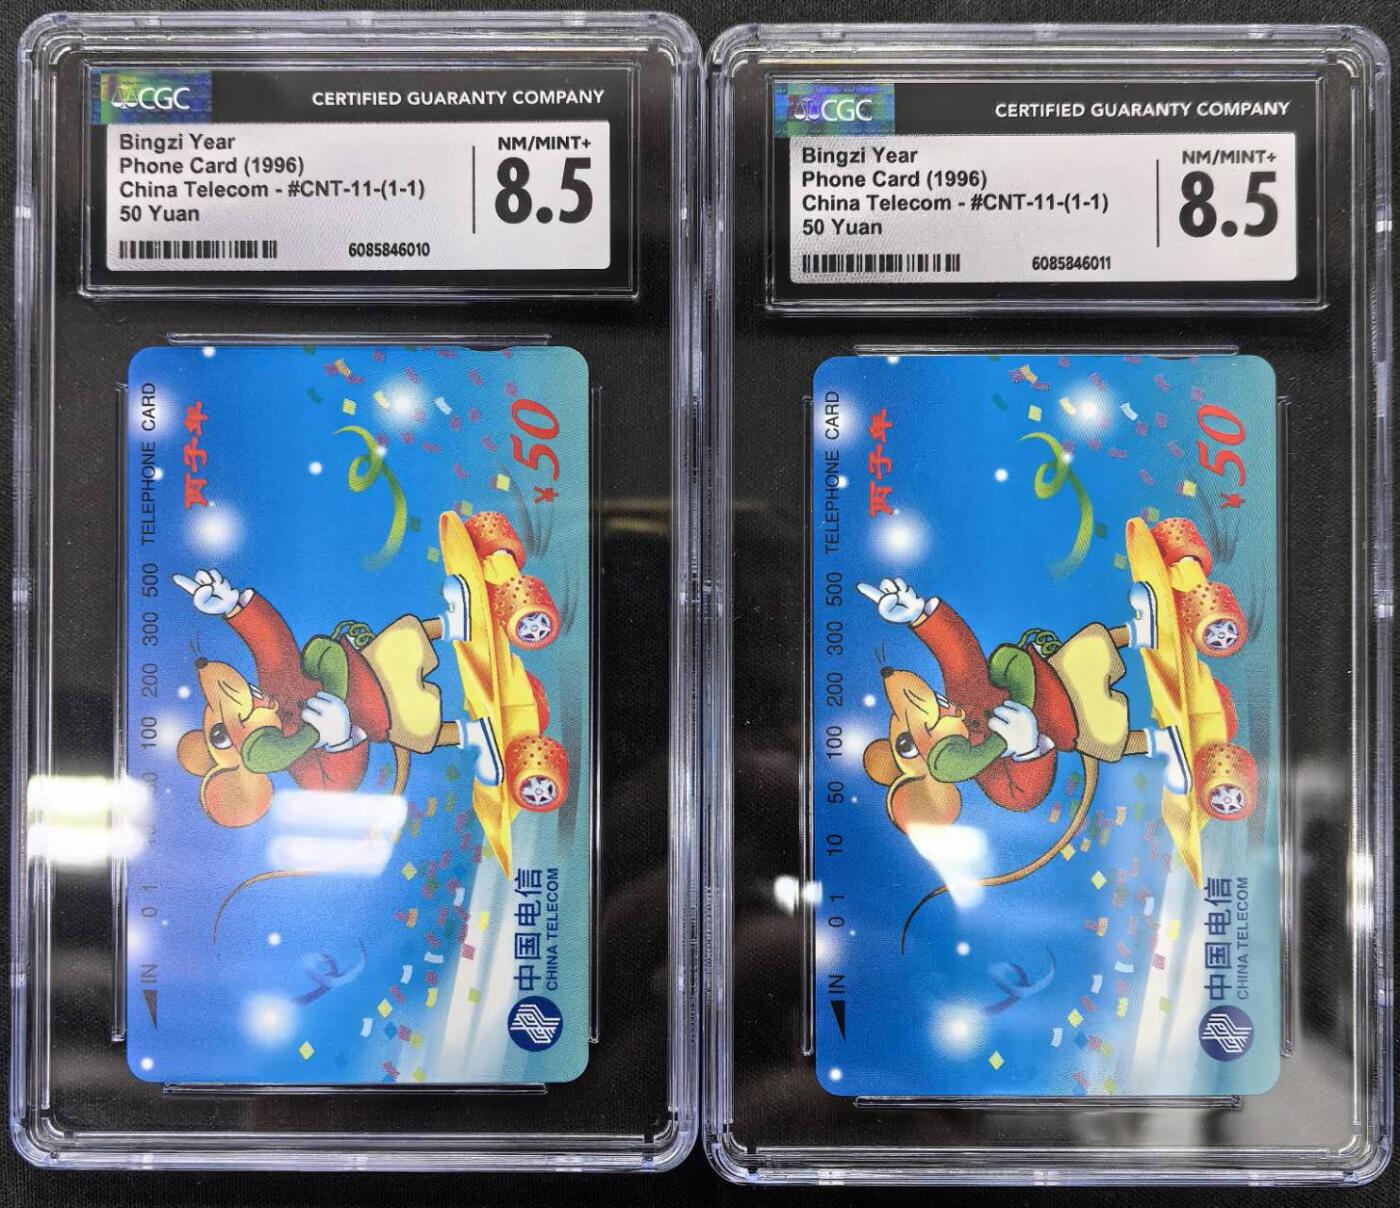 CGC
CERTIFIED GUARANTY COMPANY
Bingzi Year
Phone Card (1996)
China Telecom - #CNT-11-(1-1)
50 Yuan
NM/MINT+
8.5
6085846010
IN 0 1 50 100 200 300 500 TELEPHONE CARD
丙子年
¥50
中国电信
CHINA TELECOM
CGC
CERTIFIED GUARANTY COMPANY
Bingzi Year
Phone Card (1996)
China Telecom - #CNT-11-(1-1)
50 Yuan
NM/MINT+
8.5
6085846011
IN 0 1 10 50 100 200 300 500 TELEPHONE CARD
丙子年
¥50
中国电信
CHINA TELECOM